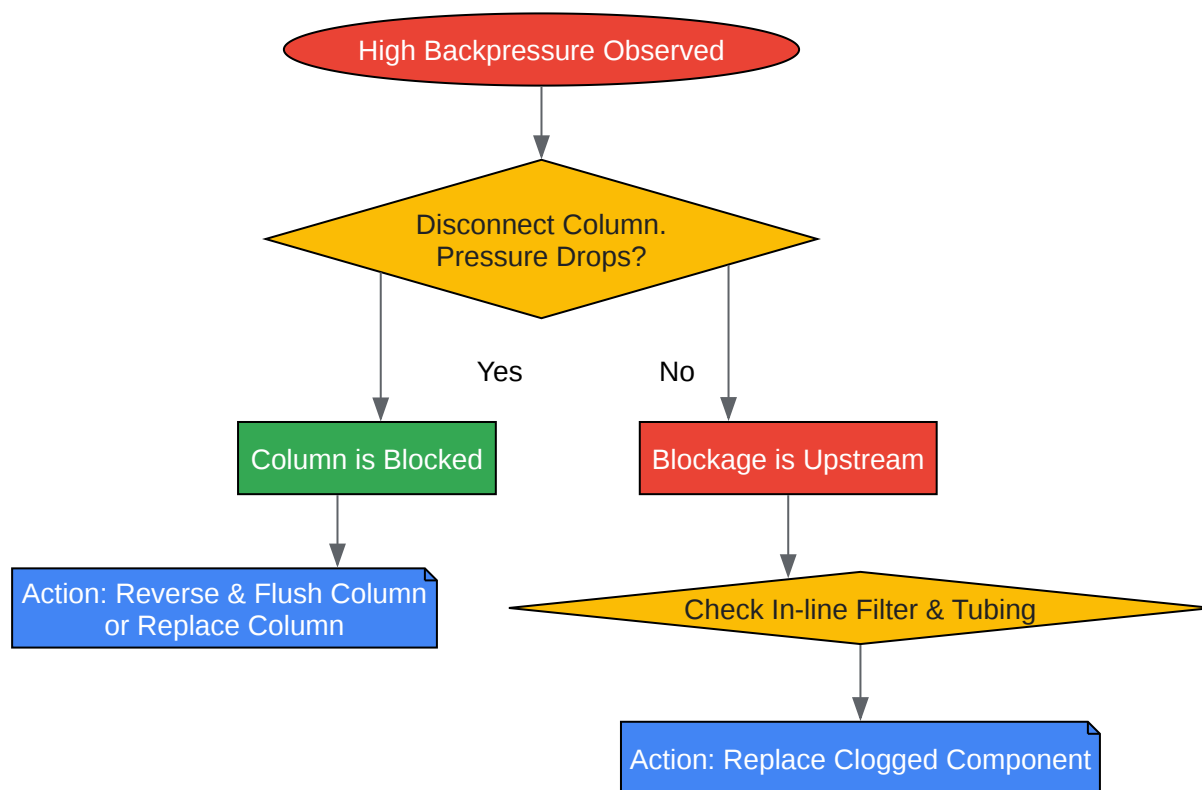 High Backpressure Observed
Disconnect Column.
Pressure Drops?
Yes
No
Column is Blocked
Blockage is Upstream
Action: Reverse & Flush Column
or Replace Column
Check In-line Filter & Tubing
Action: Replace Clogged Component